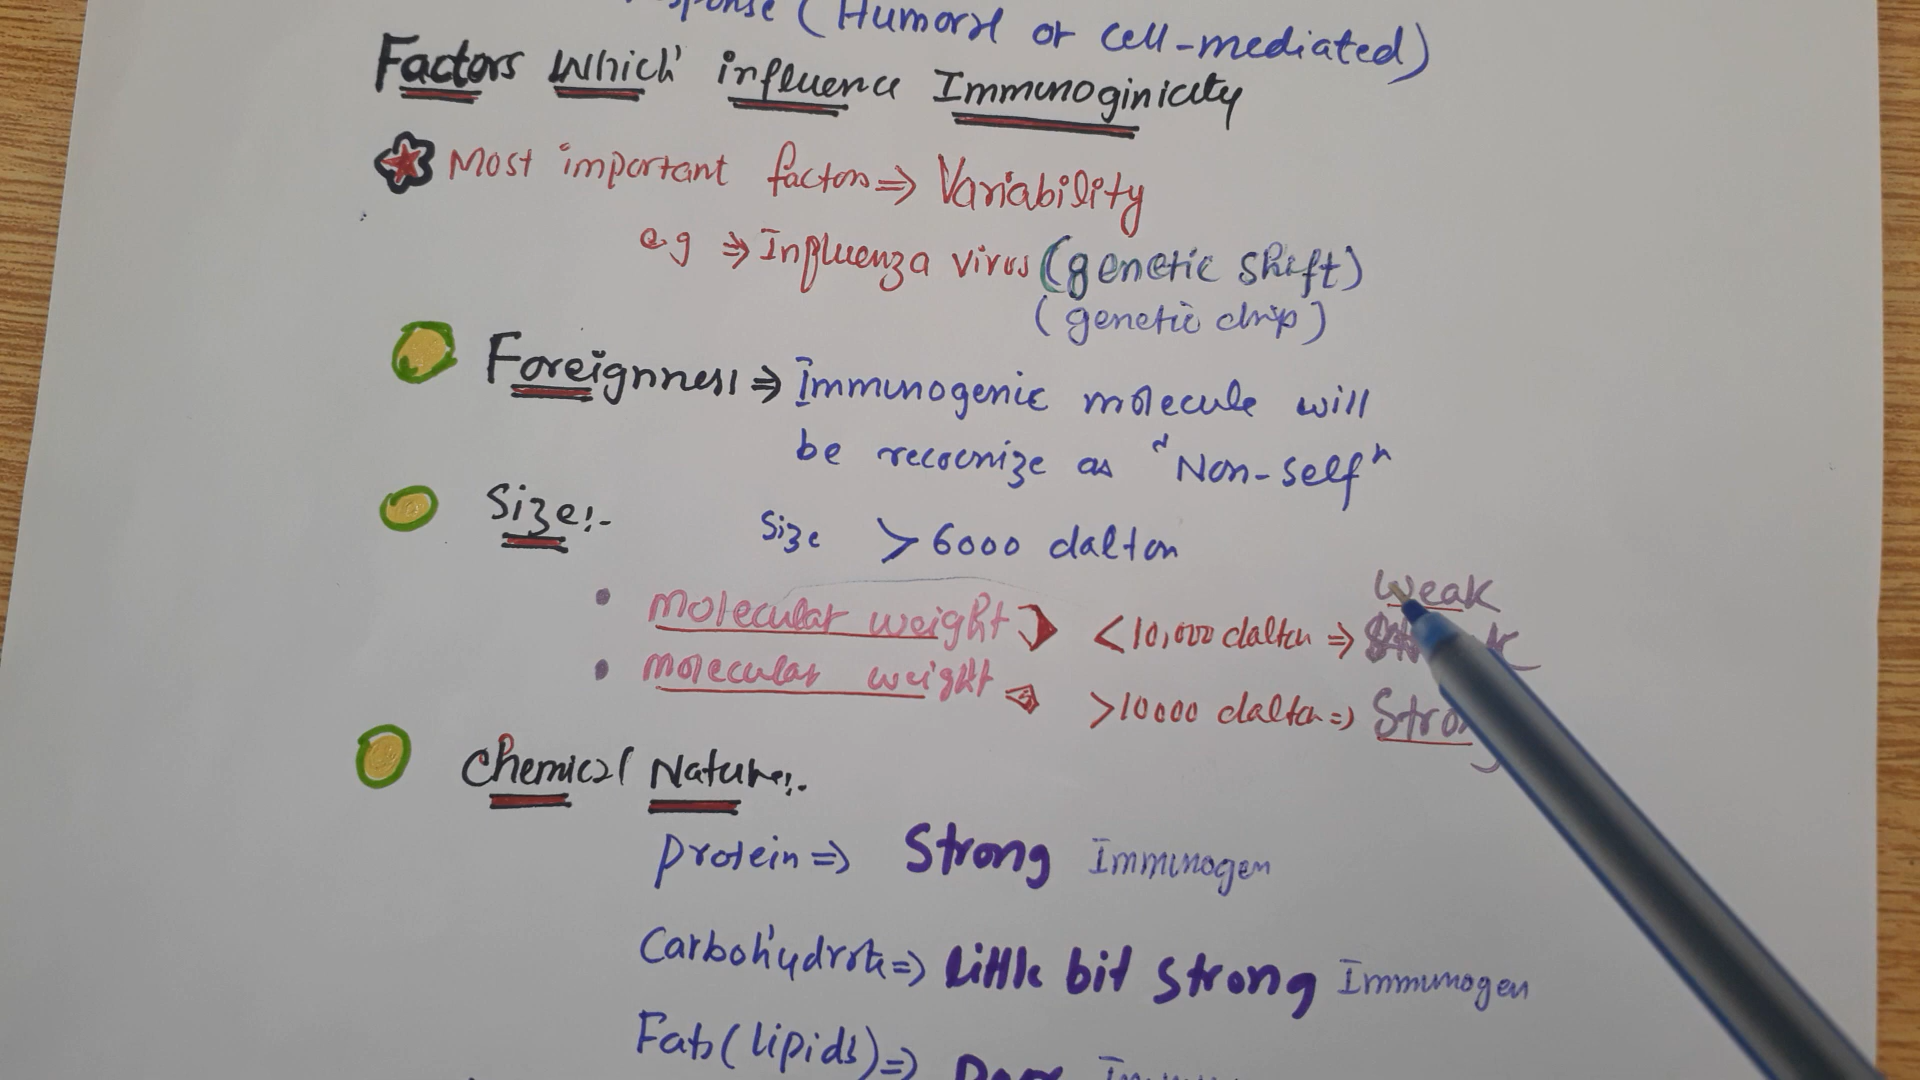 (Humoral or cell-mediated)
Factors Which influence Immunoginicity
Most important factors => Variability
e.g => Influenza virus (genetic shift)
(genetic drip)
Foreignness => Immunogenic molecule will
be recocnize as "Non-self"
Size:-
Size > 6000 dalton
• molecular weight < 10,000 dalton => Weak
• molecular weight > 10000 dalton =>
Chemical Nature:-
Protein => Strong Immunogen
Carbohydrate => Little bit Strong Immunogen
Fats (lipids) =>